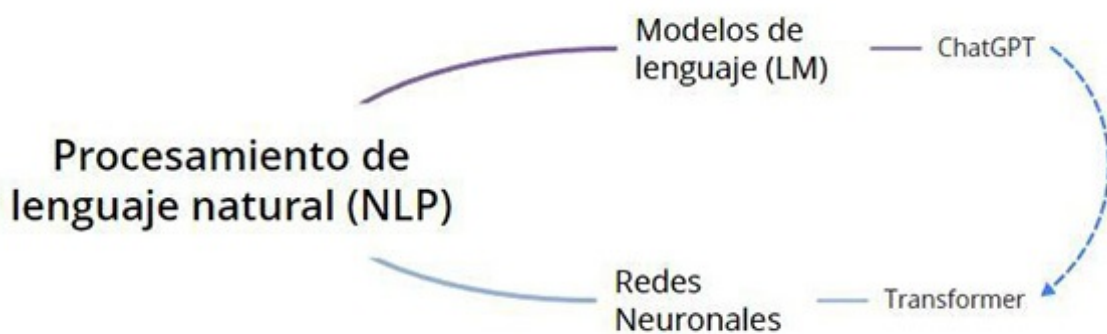 Modelos de
lenguaje (LM)
ChatGPT
Procesamiento de
lenguaje natural (NLP)
Redes
Neuronales
Transformer